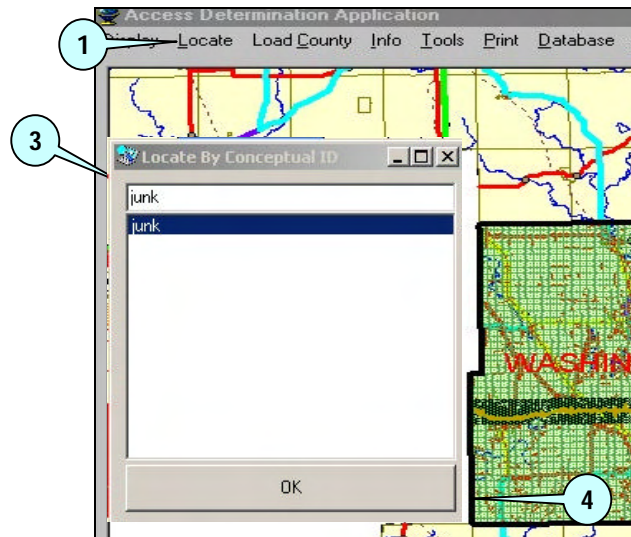 Access Determination Application
Display Locate Load County Info Tools Print Database
1
3
Locate By Conceptual ID
junk
junk
WASHIN
OK
4